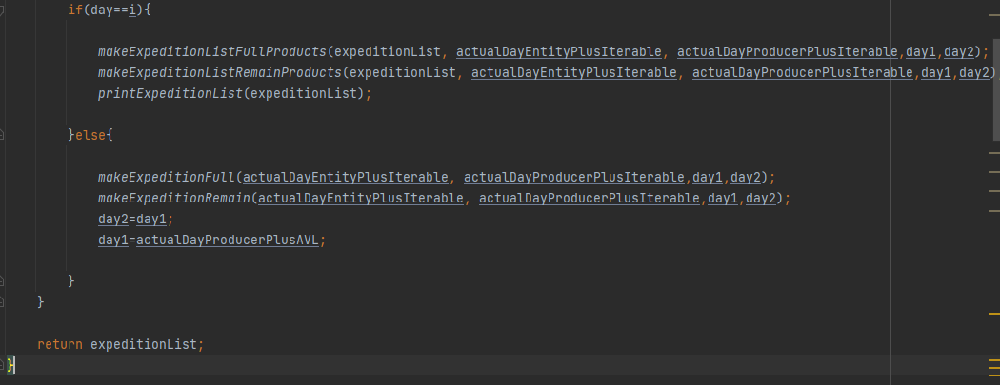 if(day==i){
makeExpeditionListFullProducts(expeditionList, actualDayEntityPlusIterable, actualDayProducerPlusIterable,day1,day2);
makeExpeditionListRemainProducts(expeditionList, actualDayEntityPlusIterable, actualDayProducerPlusIterable,day1,day2)
printExpeditionList(expeditionList);
}else{
makeExpeditionFull(actualDayEntityPlusIterable, actualDayProducerPlusIterable,day1,day2);
makeExpeditionRemain(actualDayEntityPlusIterable, actualDayProducerPlusIterable,day1,day2);
day2=day1;
day1=actualDayProducerPlusAVL;
}
}
return expeditionList;
}